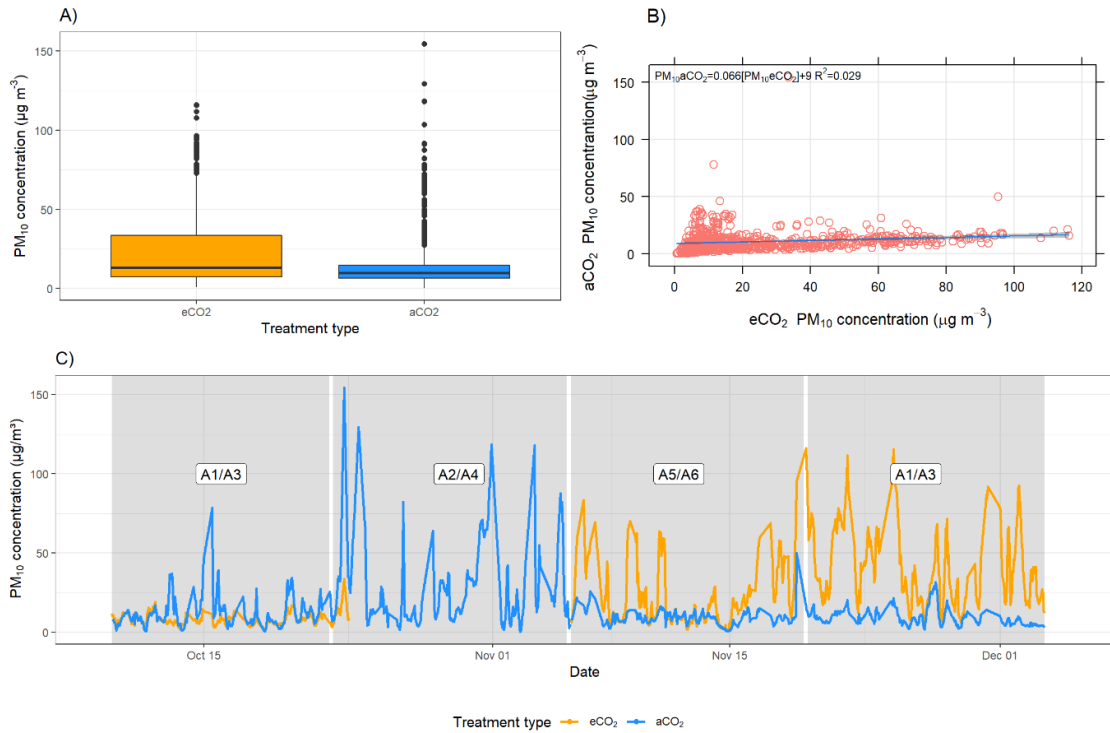 A)
PM₁₀ concentration (µg m⁻³)
150
100
50
0
eCO2
aCO2
Treatment type
B)
PM₁₀aCO₂=0.066[PM₁₀eCO₂]+9 R²=0.029
aCO₂ PM₁₀ concentrantion(µg m⁻³)
150
100
50
0
0
20
40
60
80
100
120
eCO₂ PM₁₀ concentration (µg m⁻³)
C)
PM₁₀ concentration (µg/m³)
150
100
50
0
A1/A3
A2/A4
A5/A6
A1/A3
Oct 15
Nov 01
Nov 15
Dec 01
Date
Treatment type eCO₂ aCO₂